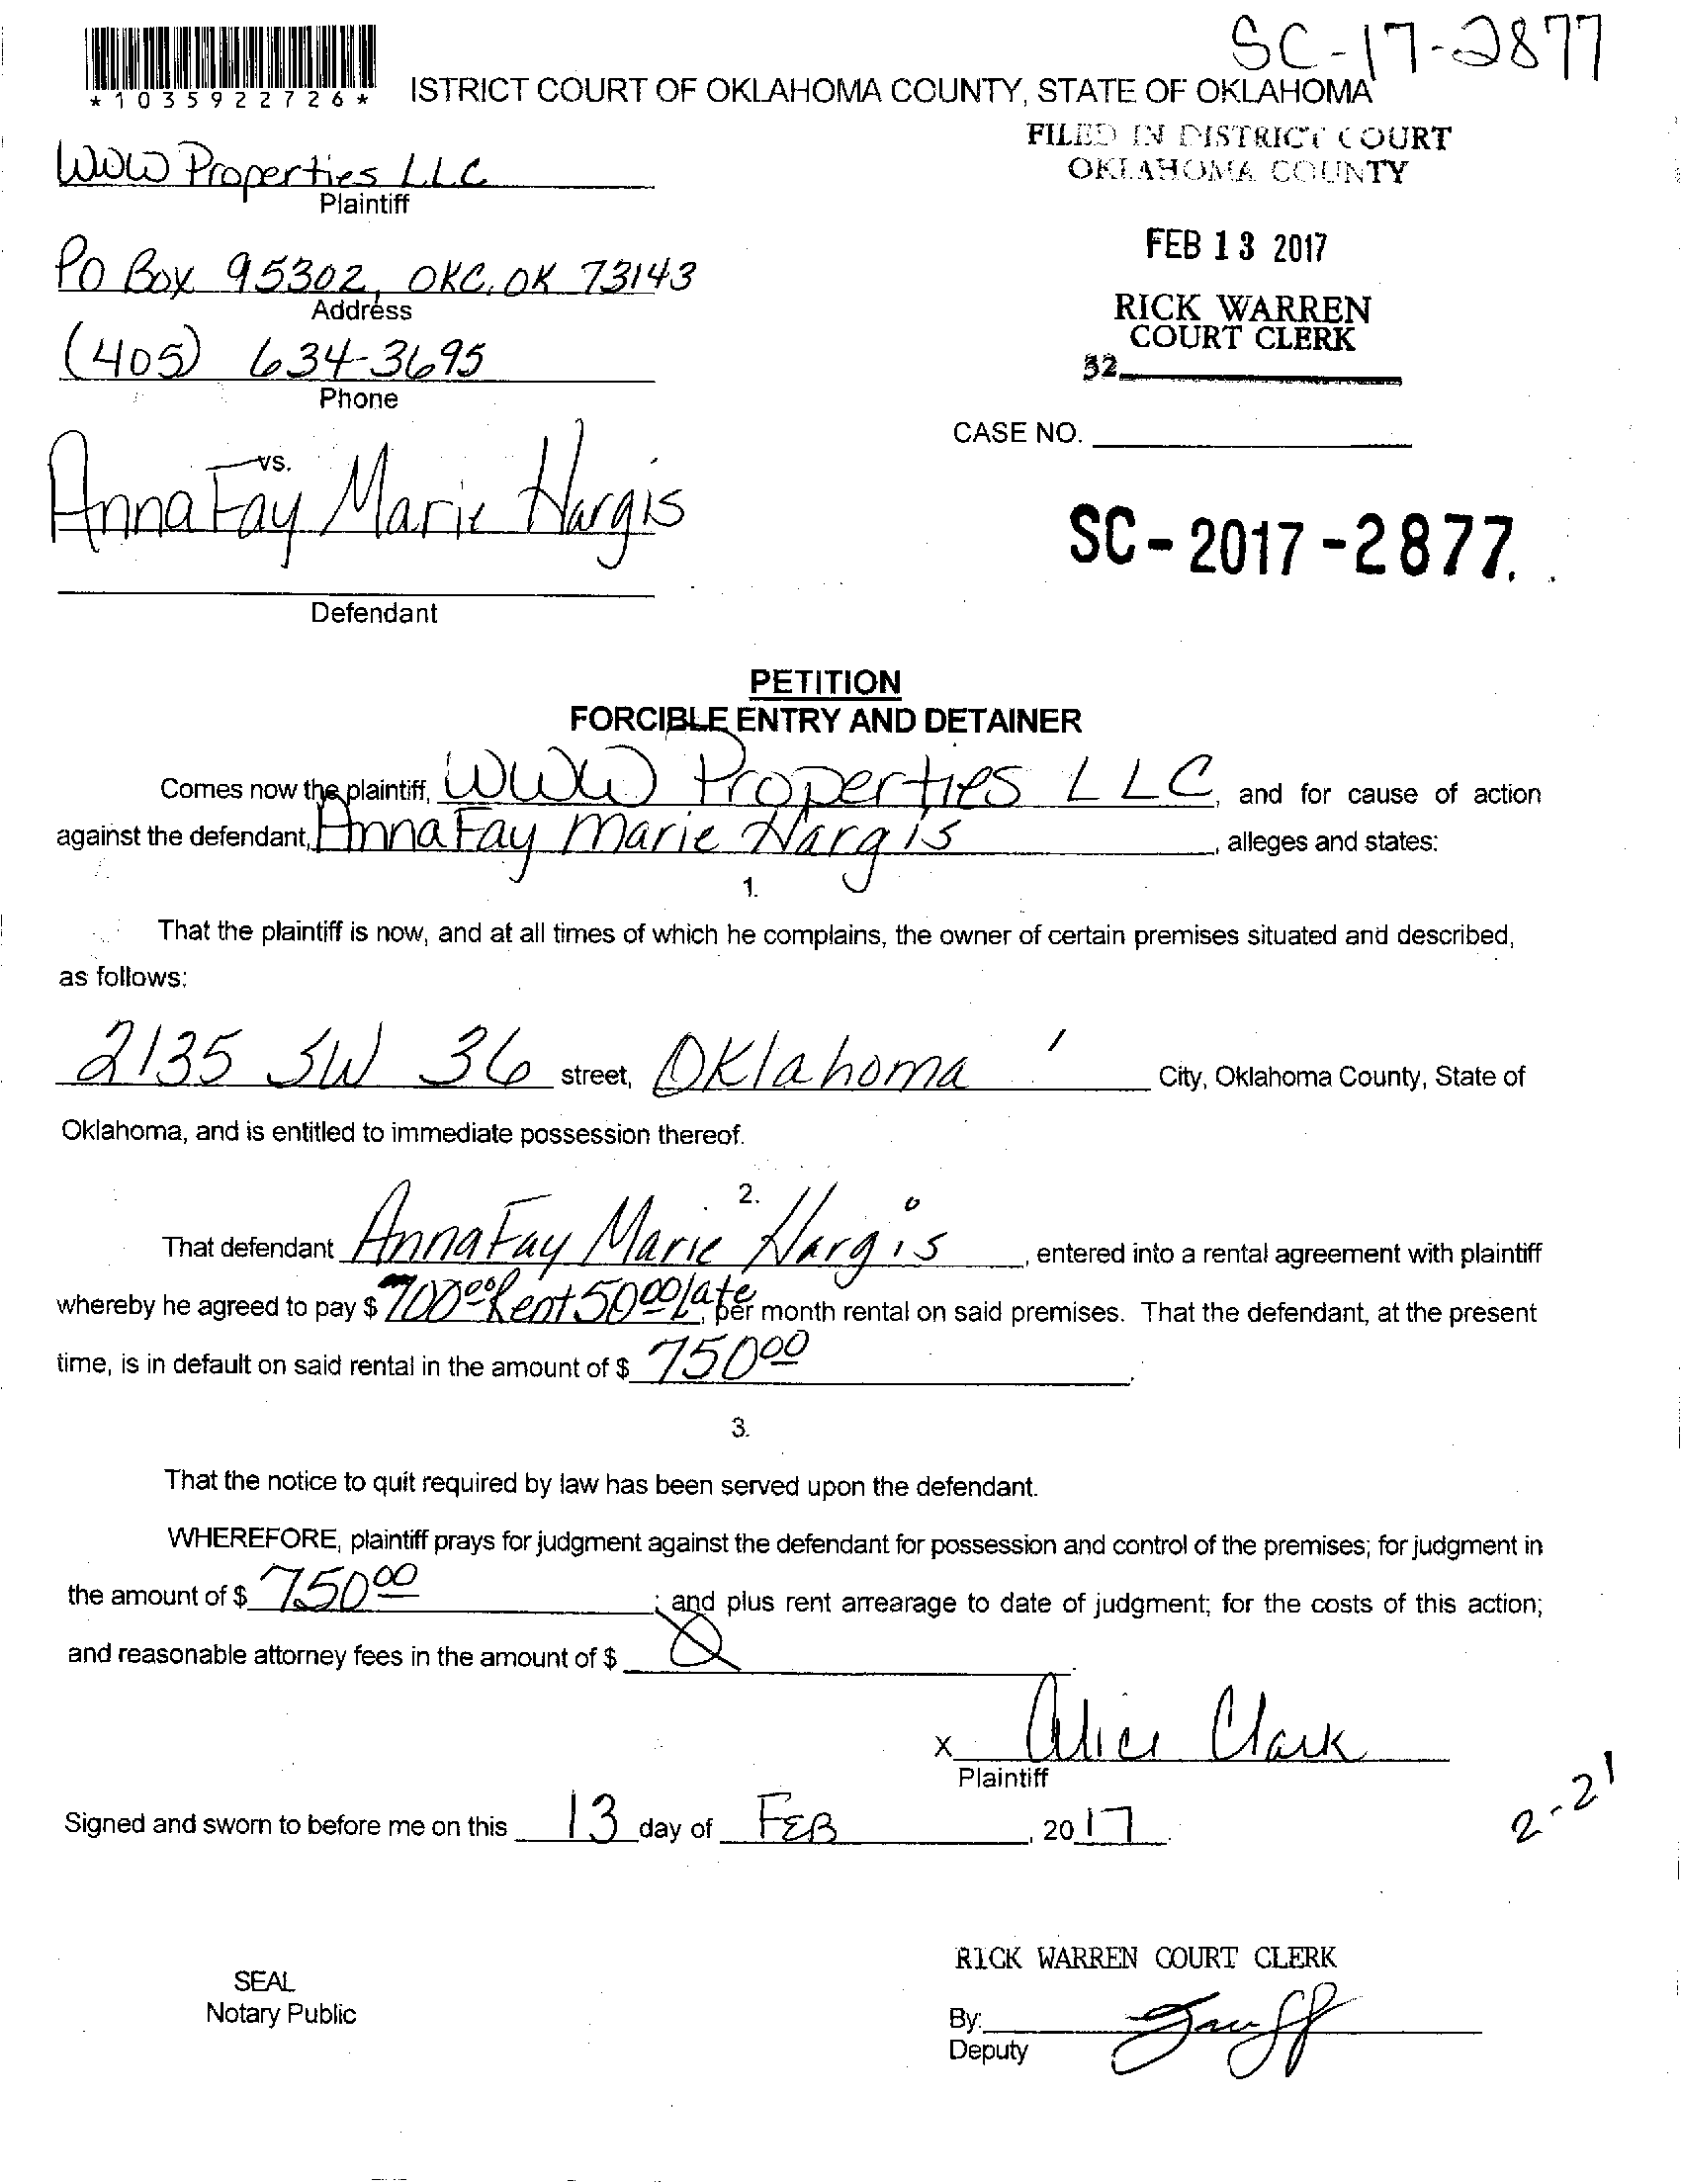 SC-17-2877
*1035922726*
ISTRICT COURT OF OKLAHOMA COUNTY, STATE OF OKLAHOMA
FILED IN DISTRICT COURT
OKLAHOMA COUNTY
WWW Properties LLC
Plaintiff
FEB 13 2017
PO Box 95302, OKC, OK 73143
Address
RICK WARREN
COURT CLERK
(405) 634-3695
32
Phone
CASE NO.
vs.
Anna Fay Marie Hargis
SC-2017-2877.
Defendant
PETITION
FORCIBLE ENTRY AND DETAINER
Comes now the plaintiff, WWW Properties LLC, and for cause of action
against the defendant, Anna Fay Marie Hargis, alleges and states:
1.
That the plaintiff is now, and at all times of which he complains, the owner of certain premises situated and described,
as follows:
2135 SW 36 street, Oklahoma City, Oklahoma County, State of
Oklahoma, and is entitled to immediate possession thereof.
2.
That defendant Anna Fay Marie Hargis, entered into a rental agreement with plaintiff
whereby he agreed to pay $ 700.00 Rent 50.00 Late, per month rental on said premises. That the defendant, at the present
time, is in default on said rental in the amount of $ 750 00.
3.
That the notice to quit required by law has been served upon the defendant.
WHEREFORE, plaintiff prays for judgment against the defendant for possession and control of the premises; for judgment in
the amount of $ 750 00; and plus rent arrearage to date of judgment; for the costs of this action;
and reasonable attorney fees in the amount of $ 0
x Alice Clark
Plaintiff
2-21
Signed and sworn to before me on this 13 day of FEB, 2017.
RICK WARREN COURT CLERK
SEAL
Notary Public
By:
Deputy